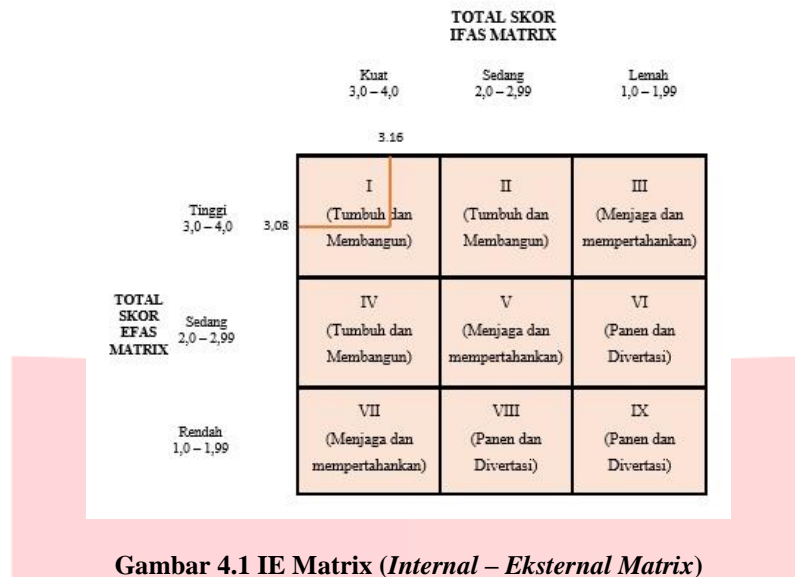 TOTAL SKOR
IFAS MATRIX
Kuat
3,0 – 4,0
Sedang
2,0 – 2,99
Lemah
1,0 – 1,99
3.16
Tinggi
3,0 – 4,0
3,08
I
(Tumbuh dan
Membangun)
II
(Tumbuh dan
Membangun)
III
(Menjaga dan
mempertahankan)
TOTAL
SKOR
EFAS
MATRIX
Sedang
2,0 – 2,99
IV
(Tumbuh dan
Membangun)
V
(Menjaga dan
mempertahankan)
VI
(Panen dan
Divertasi)
Rendah
1,0 – 1,99
VII
(Menjaga dan
mempertahankan)
VIII
(Panen dan
Divertasi)
IX
(Panen dan
Divertasi)
Gambar 4.1 IE Matrix (Internal – Eksternal Matrix)